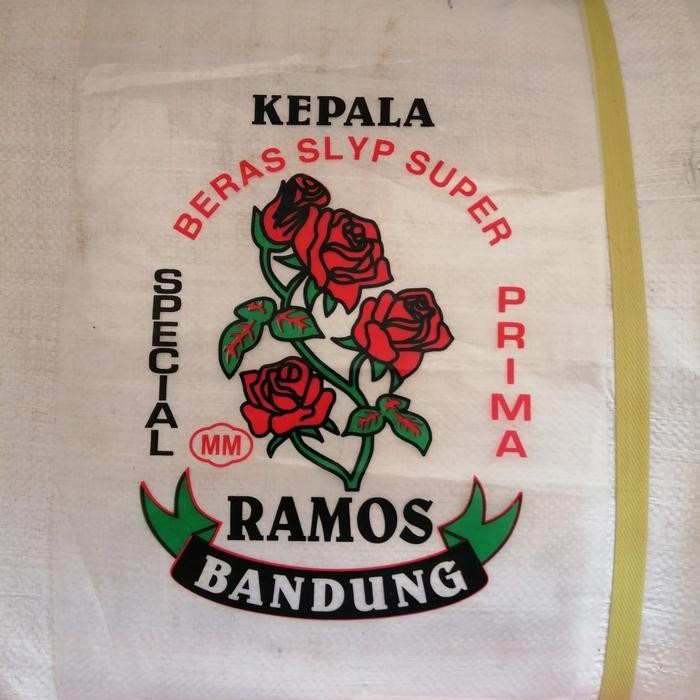 KEPALA
BERAS SLYP SUPER
SPECIAL
PRIMA
MM
RAMOS
BANDUNG